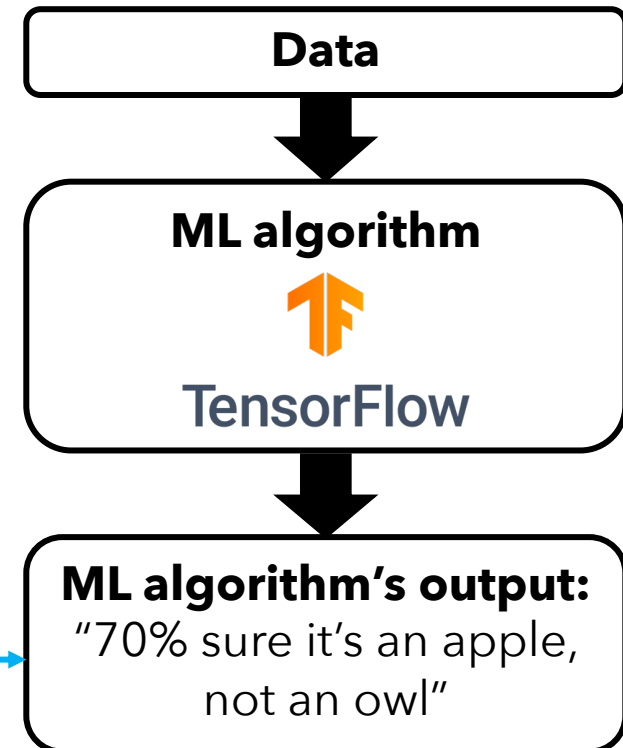 Data
ML algorithm
TensorFlow
ML algorithm’s output:
“70% sure it’s an apple,
not an owl”